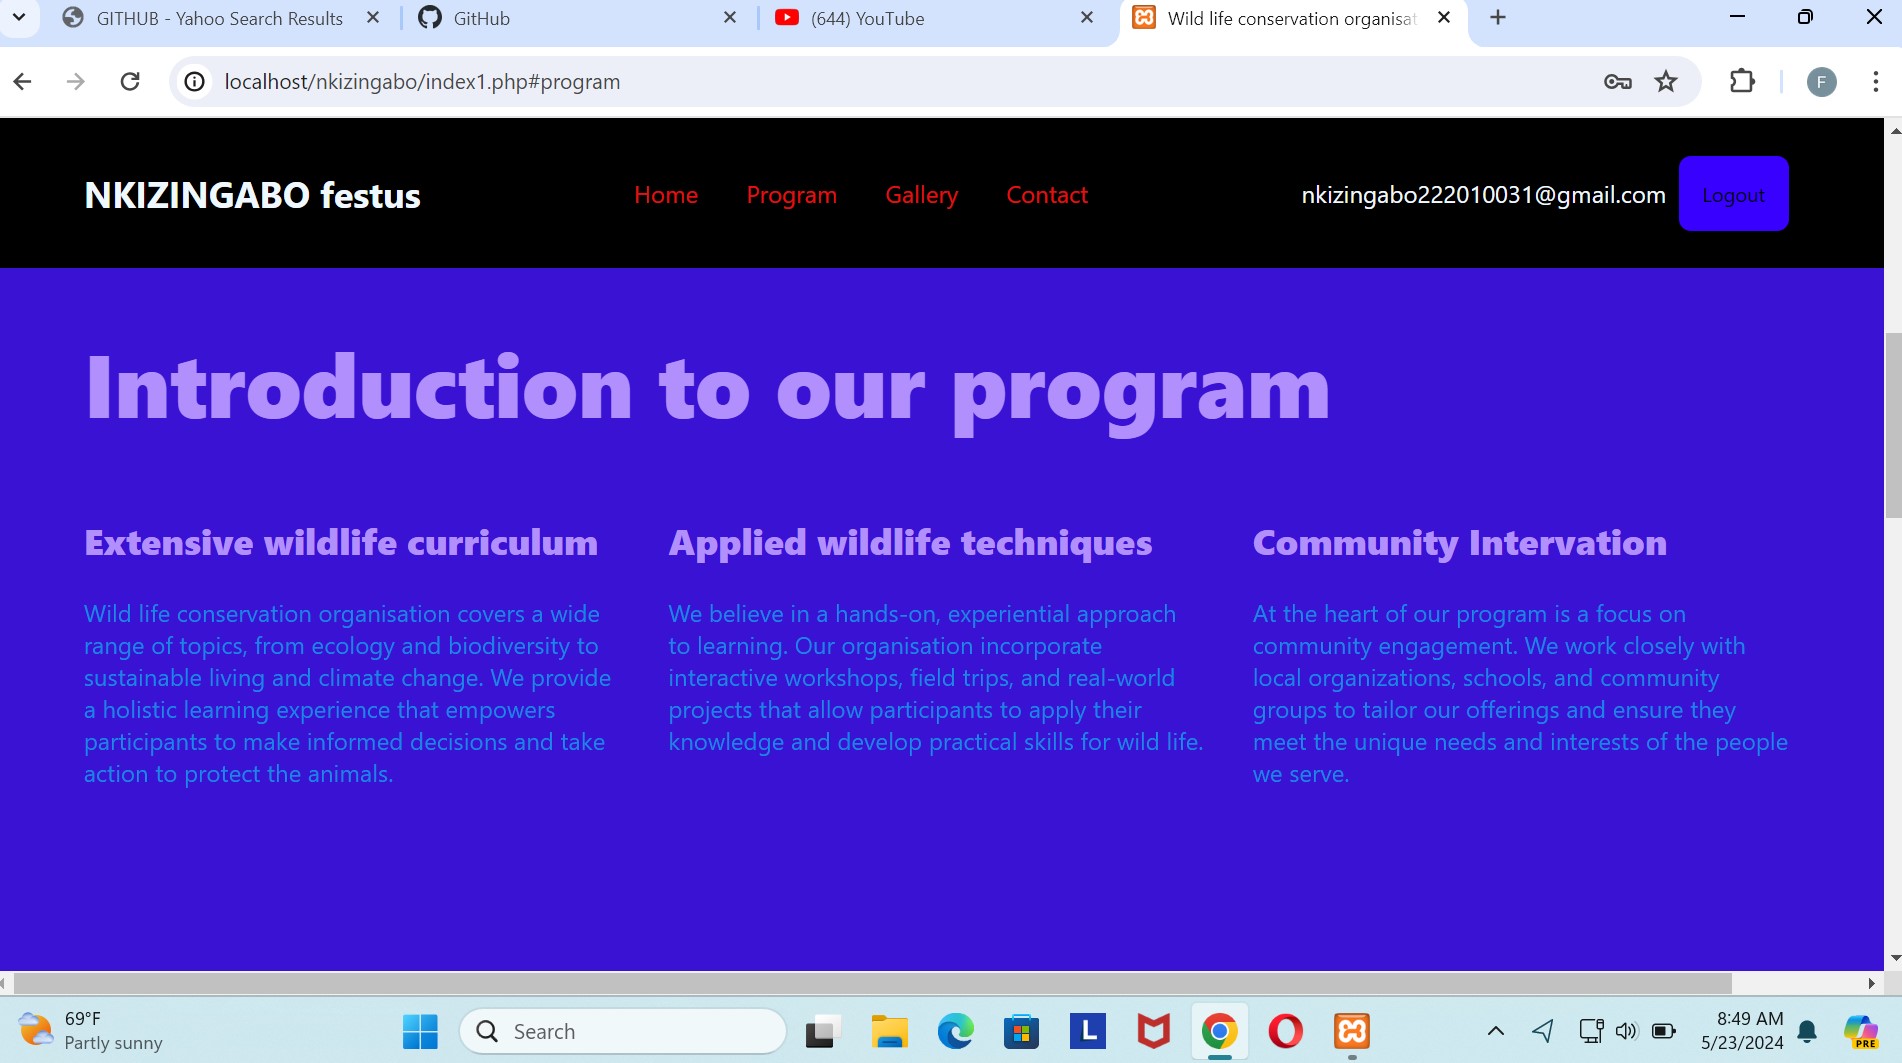 GITHUB - Yahoo Search Results
GitHub
(644) YouTube
Wild life conservation organisat
localhost/nkizingabo/index1.php#program
F
NKIZINGABO festus
Home
Program
Gallery
Contact
nkizingabo222010031@gmail.com
Logout
Introduction to our program
Extensive wildlife curriculum
Wild life conservation organisation covers a wide
range of topics, from ecology and biodiversity to
sustainable living and climate change. We provide
a holistic learning experience that empowers
participants to make informed decisions and take
action to protect the animals.
Applied wildlife techniques
We believe in a hands-on, experiential approach
to learning. Our organisation incorporate
interactive workshops, field trips, and real-world
projects that allow participants to apply their
knowledge and develop practical skills for wild life.
Community Intervation
At the heart of our program is a focus on
community engagement. We work closely with
local organizations, schools, and community
groups to tailor our offerings and ensure they
meet the unique needs and interests of the people
we serve.
69°F
Partly sunny
Search
L
8:49 AM
5/23/2024
PRE